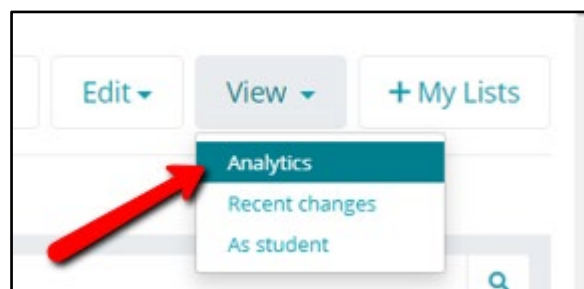 Edit View + My Lists
Analytics
Recent changes
As student